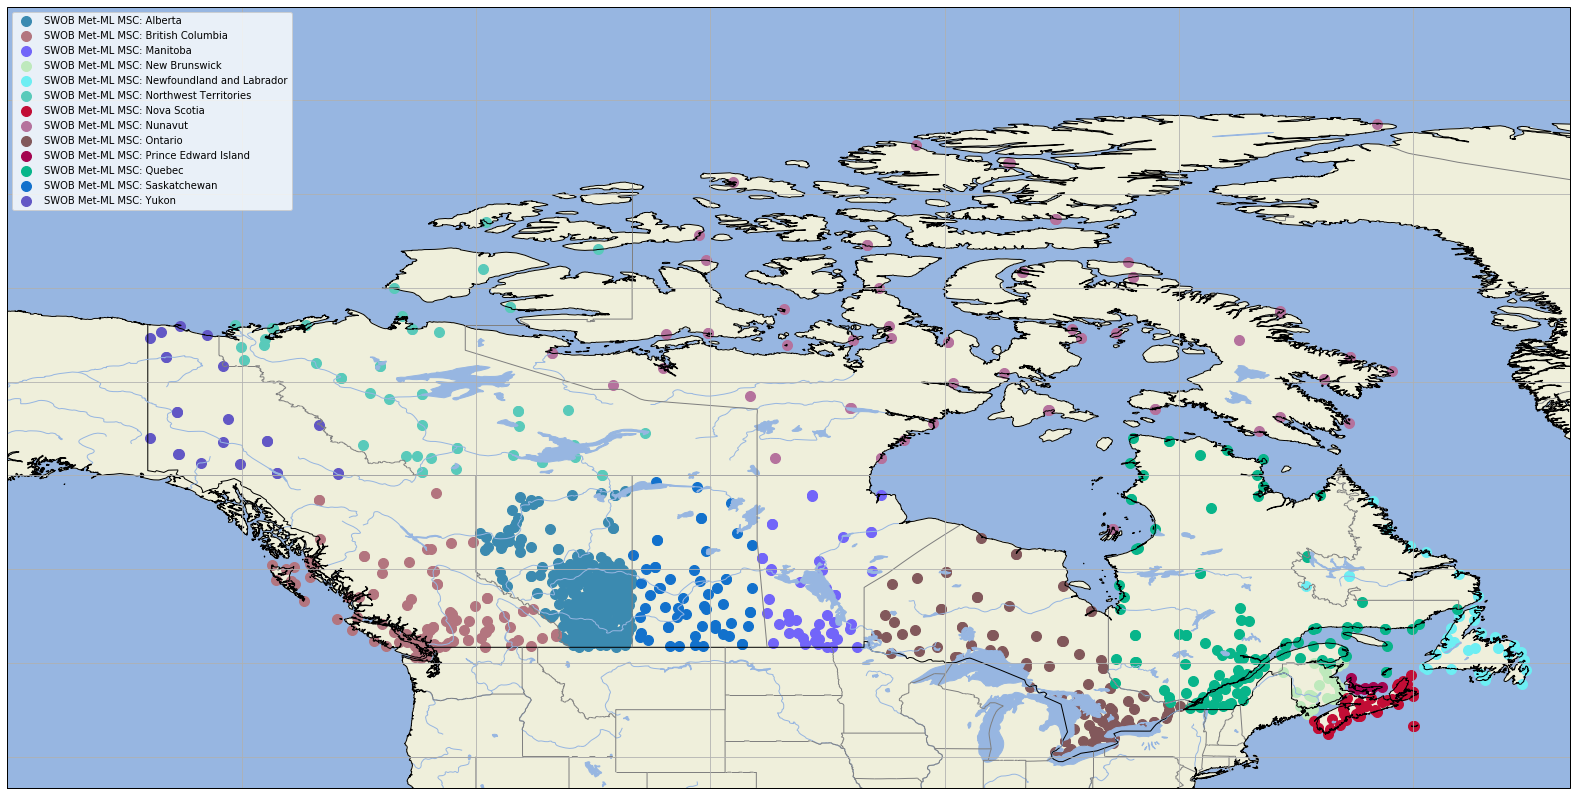 SWOB Met-ML MSC: Alberta
SWOB Met-ML MSC: British Columbia
SWOB Met-ML MSC: Manitoba
SWOB Met-ML MSC: New Brunswick
SWOB Met-ML MSC: Newfoundland and Labrador
SWOB Met-ML MSC: Northwest Territories
SWOB Met-ML MSC: Nova Scotia
SWOB Met-ML MSC: Nunavut
SWOB Met-ML MSC: Ontario
SWOB Met-ML MSC: Prince Edward Island
SWOB Met-ML MSC: Quebec
SWOB Met-ML MSC: Saskatchewan
SWOB Met-ML MSC: Yukon